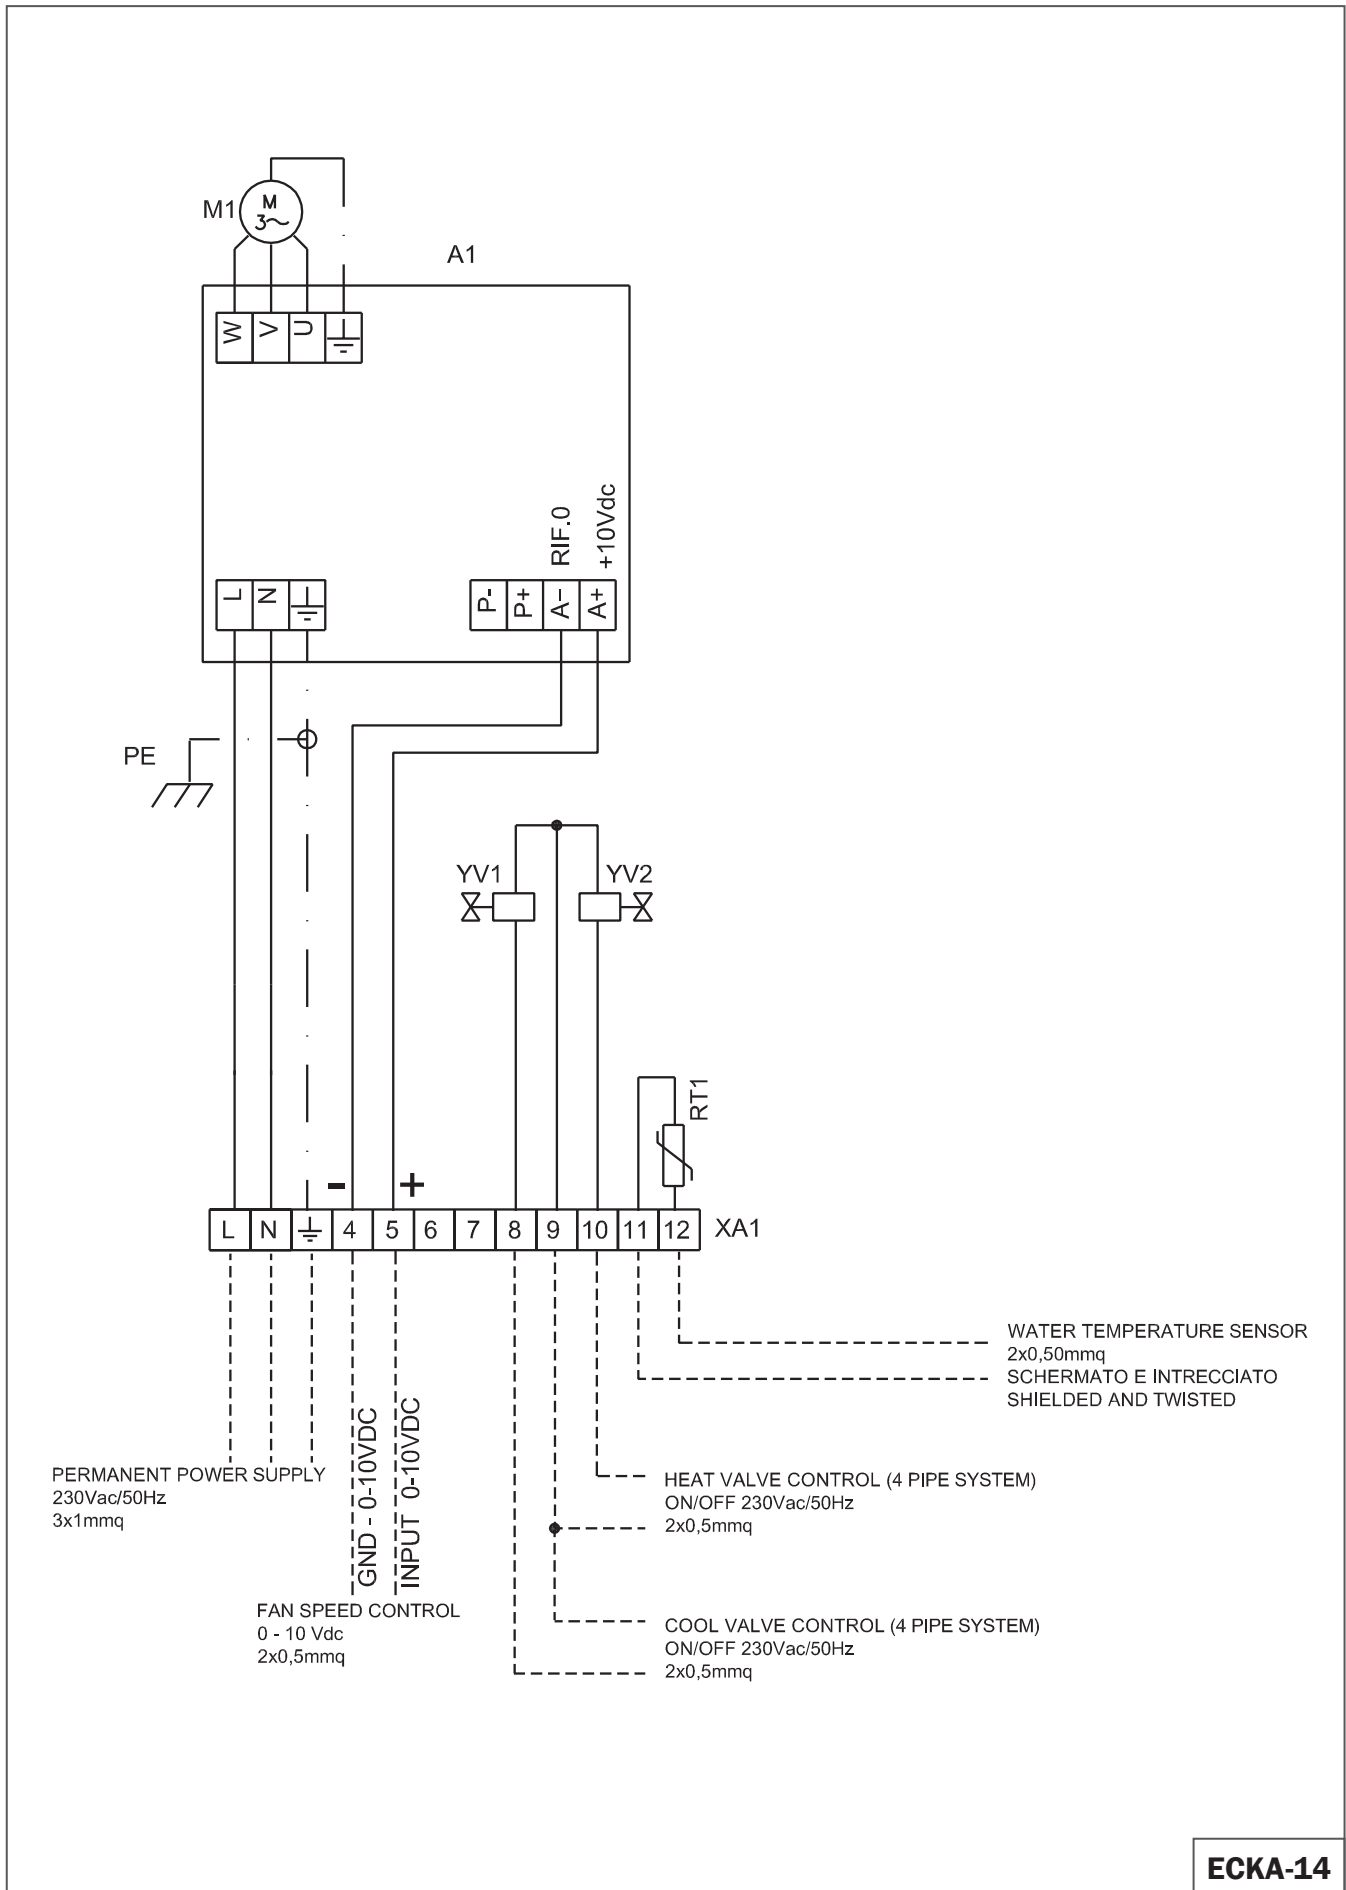 M1
M
3~
A1
W V U
RIF.0
+10Vdc
L N
P- P+ A- A+
PE
YV1
YV2
RT1
- +
L N 4 5 6 7 8 9 10 11 12 XA1
WATER TEMPERATURE SENSOR
2x0,50mmq
SCHERMATO E INTRECCIATO
SHIELDED AND TWISTED
GND - 0-10VDC
INPUT 0-10VDC
PERMANENT POWER SUPPLY
230Vac/50Hz
3x1mmq
HEAT VALVE CONTROL (4 PIPE SYSTEM)
ON/OFF 230Vac/50Hz
2x0,5mmq
FAN SPEED CONTROL
0 - 10 Vdc
2x0,5mmq
COOL VALVE CONTROL (4 PIPE SYSTEM)
ON/OFF 230Vac/50Hz
2x0,5mmq
ECKA-14